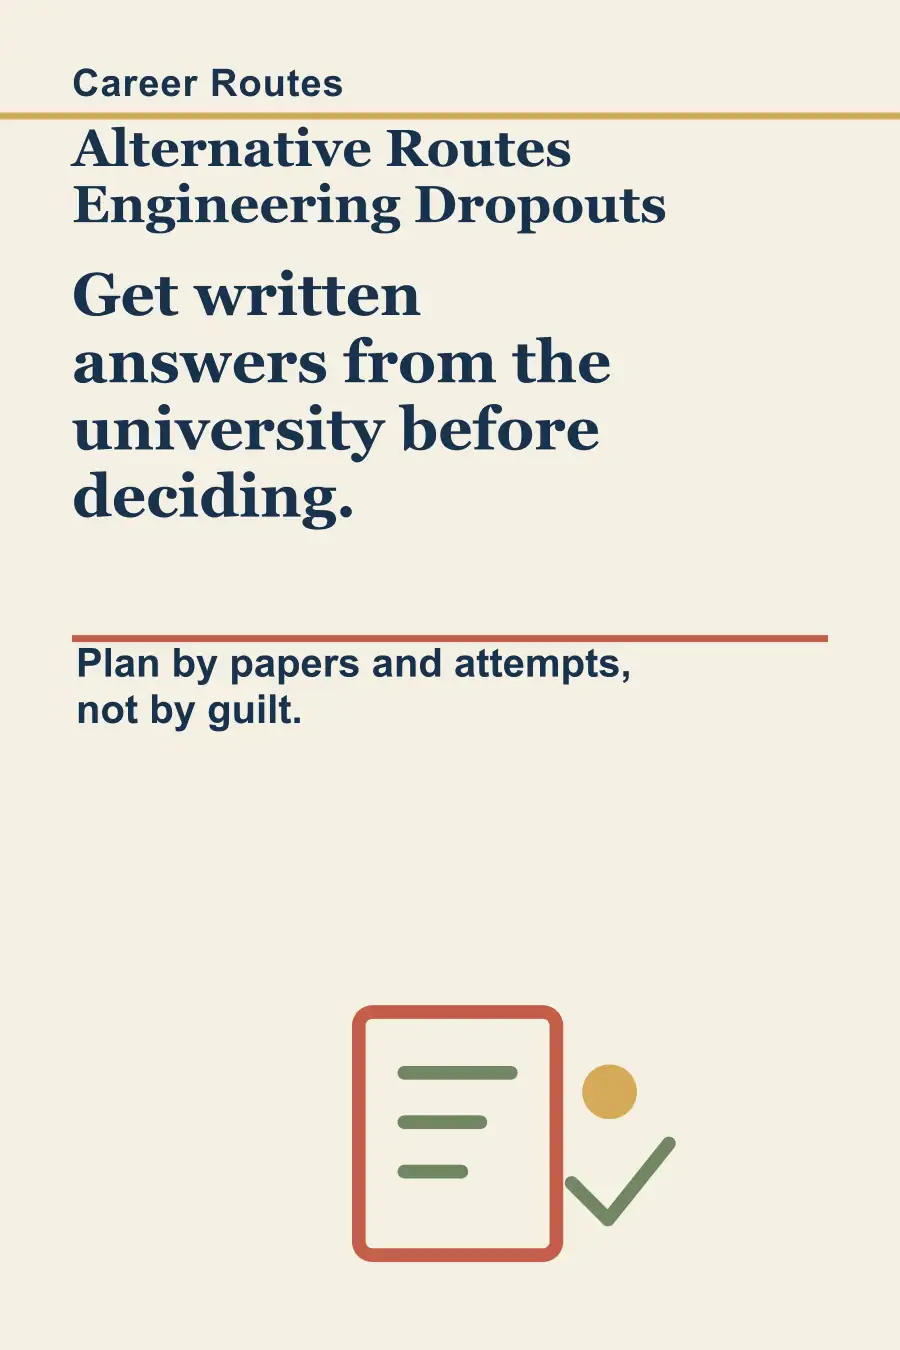 Career Routes
Alternative Routes
Engineering Dropouts
Get written
answers from the
university before
deciding.
Plan by papers and attempts,
not by guilt.